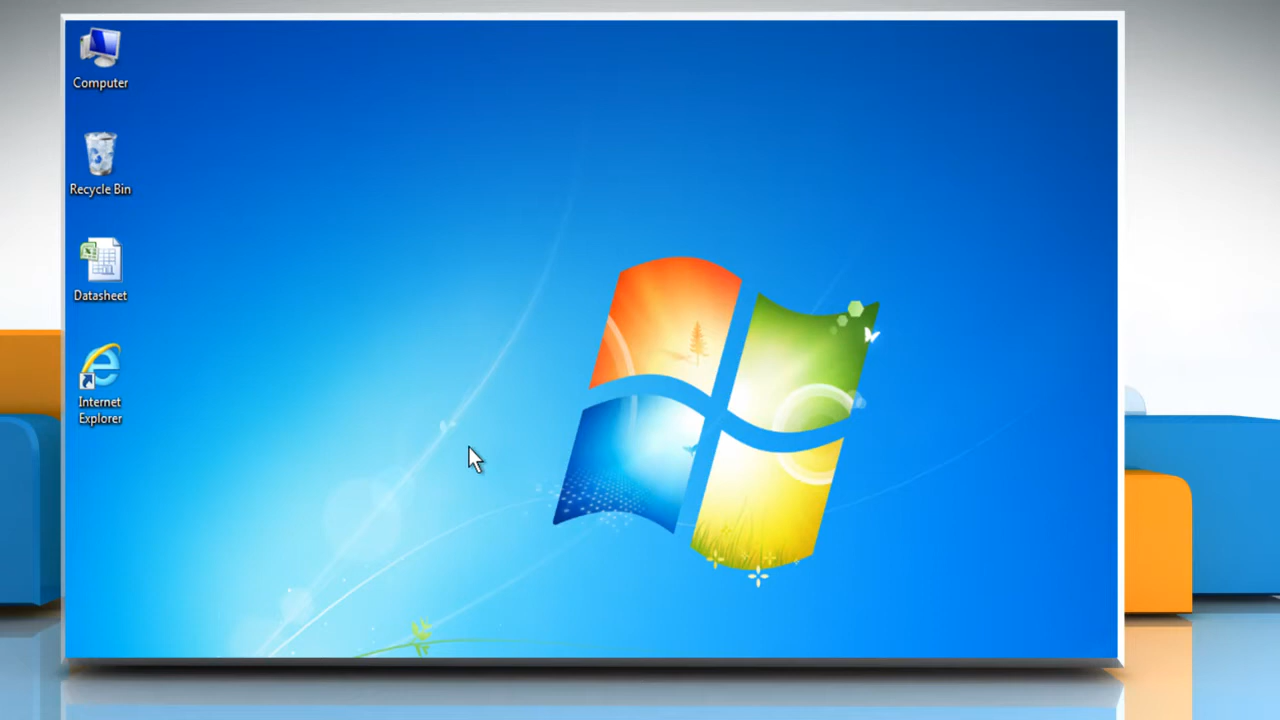 Computer
Recycle Bin
Datasheet
Internet
Explorer